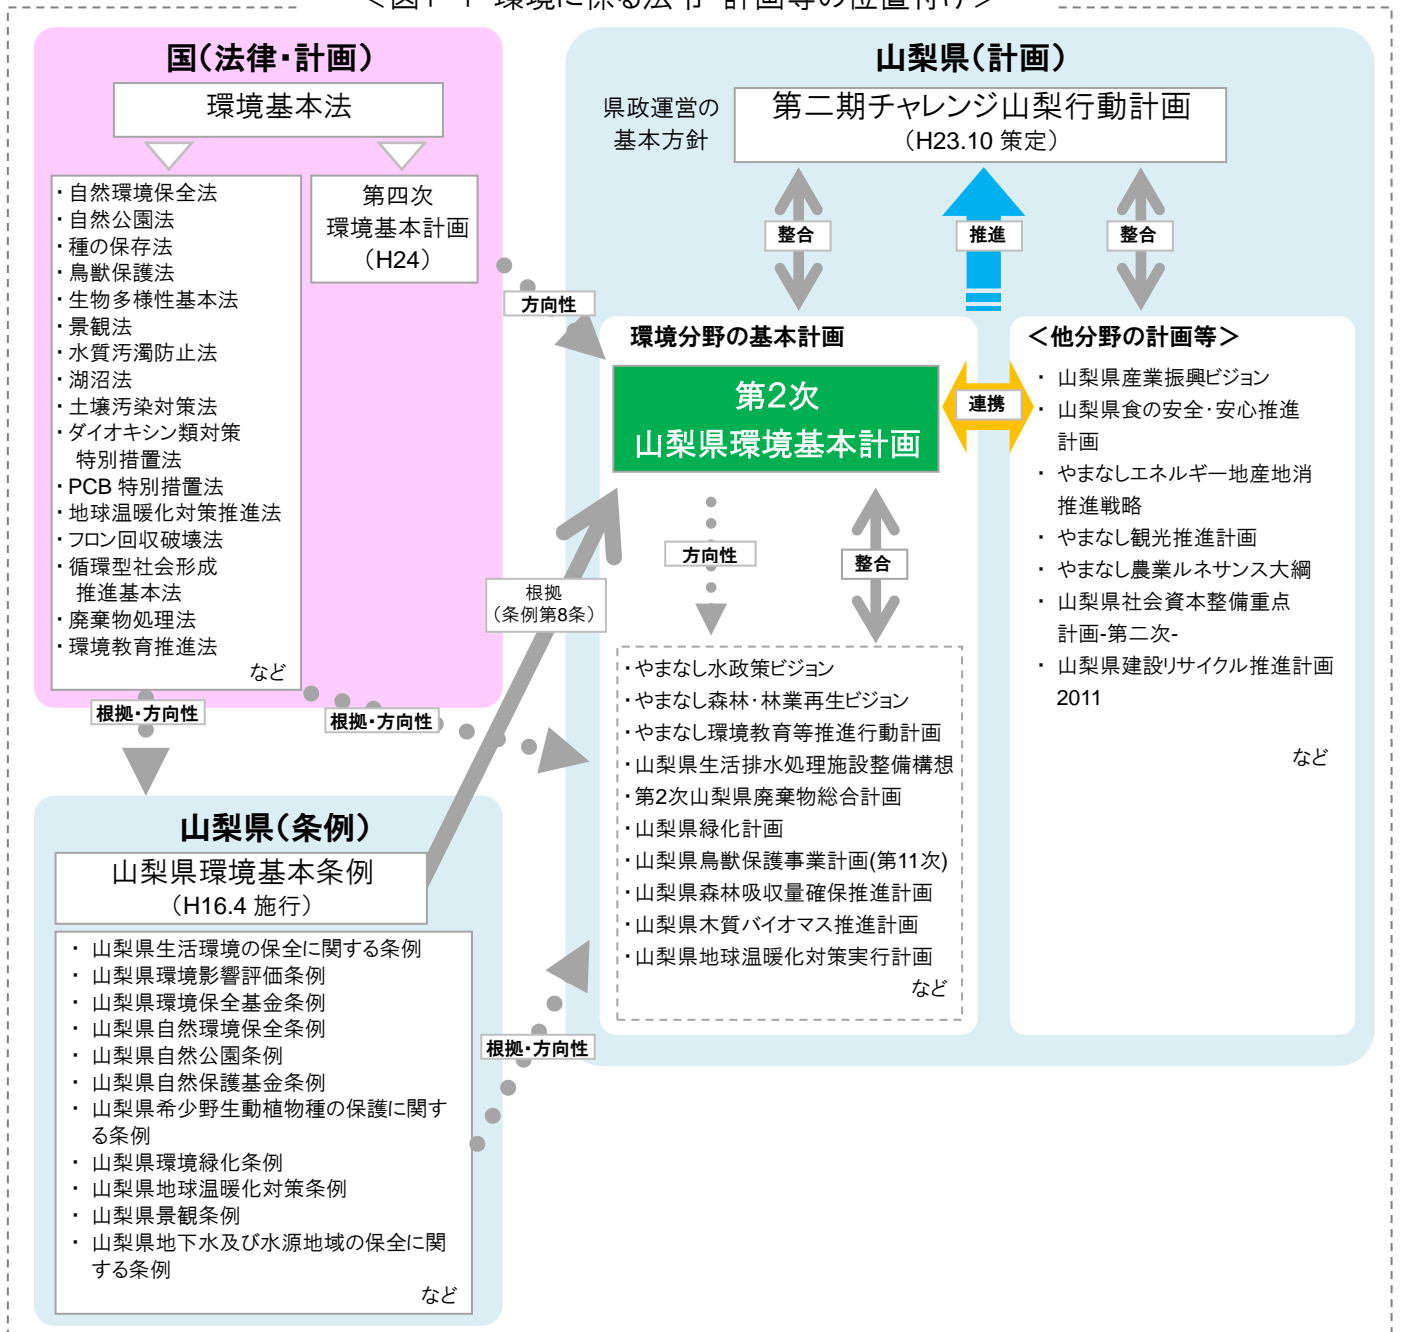 ＜図1-1 環境に係る法令・計画等の位置付け＞
国（法律・計画）
環境基本法
・自然環境保全法
・自然公園法
・種の保存法
・鳥獣保護法
・生物多様性基本法
・景観法
・水質汚濁防止法
・湖沼法
・土壌汚染対策法
・ダイオキシン類対策
特別措置法
・PCB 特別措置法
・地球温暖化対策推進法
・フロン回収破壊法
・循環型社会形成
推進基本法
・廃棄物処理法
・環境教育推進法
など
第四次
環境基本計画
（H24）
方向性
根拠・方向性
根拠・方向性
山梨県（条例）
山梨県環境基本条例
（H16.4 施行）
・ 山梨県生活環境の保全に関する条例
・ 山梨県環境影響評価条例
・ 山梨県環境保全基金条例
・ 山梨県自然環境保全条例
・ 山梨県自然公園条例
・ 山梨県自然保護基金条例
・ 山梨県希少野生動植物種の保護に関す
る条例
・ 山梨県環境緑化条例
・ 山梨県地球温暖化対策条例
・ 山梨県景観条例
・ 山梨県地下水及び水源地域の保全に関
する条例
など
根拠
（条例第8条）
根拠・方向性
山梨県（計画）
県政運営の
基本方針
第二期チャレンジ山梨行動計画
（H23.10 策定）
整合
推進
整合
環境分野の基本計画
第2次
山梨県環境基本計画
連携
方向性
整合
・やまなし水政策ビジョン
・やまなし森林・林業再生ビジョン
・やまなし環境教育等推進行動計画
・山梨県生活排水処理施設整備構想
・第2次山梨県廃棄物総合計画
・山梨県緑化計画
・山梨県鳥獣保護事業計画(第11次)
・山梨県森林吸収量確保推進計画
・山梨県木質バイオマス推進計画
・山梨県地球温暖化対策実行計画
など
＜他分野の計画等＞
・ 山梨県産業振興ビジョン
・ 山梨県食の安全・安心推進
計画
・ やまなしエネルギー地産地消
推進戦略
・ やまなし観光推進計画
・ やまなし農業ルネサンス大綱
・ 山梨県社会資本整備重点
計画-第二次-
・ 山梨県建設リサイクル推進計画
2011
など